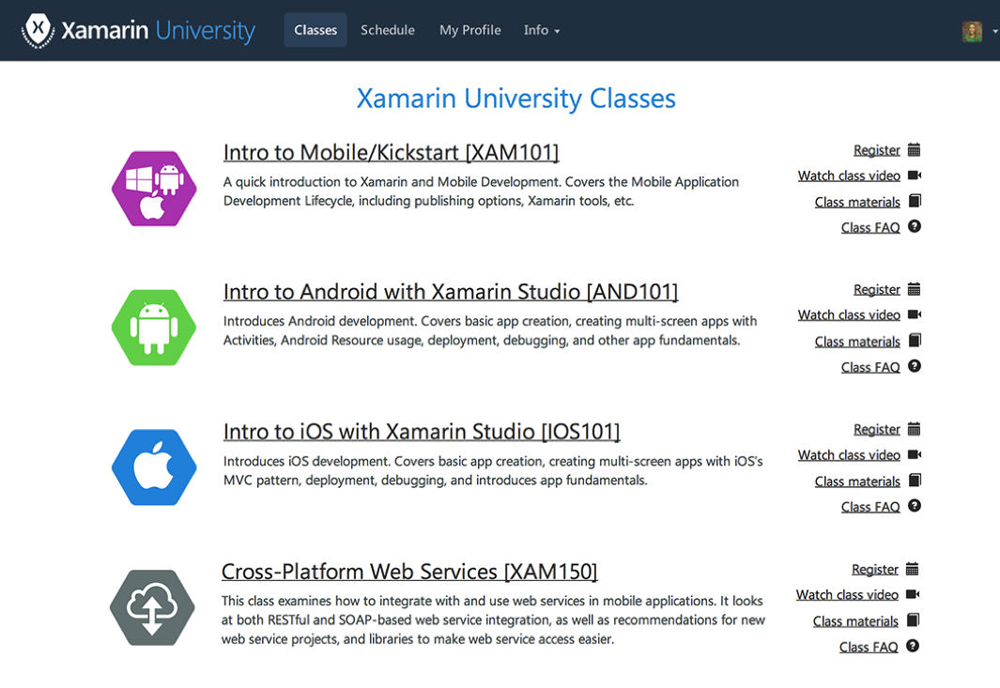 X Xamarin University
Classes
Schedule
My Profile
Info
Xamarin University Classes
Intro to Mobile/Kickstart [XAM101]
A quick introduction to Xamarin and Mobile Development. Covers the Mobile Application
Development Lifecycle, including publishing options, Xamarin tools, etc.
Register
Watch class video
Class materials
Class FAQ ?
Intro to Android with Xamarin Studio [AND101]
Introduces Android development. Covers basic app creation, creating multi-screen apps with
Activities, Android Resource usage, deployment, debugging, and other app fundamentals.
Register
Watch class video
Class materials
Class FAQ ?
Intro to iOS with Xamarin Studio [IOS101]
Introduces iOS development. Covers basic app creation, creating multi-screen apps with iOS's
MVC pattern, deployment, debugging, and introduces app fundamentals.
Register
Watch class video
Class materials
Class FAQ ?
Cross-Platform Web Services [XAM150]
This class examines how to integrate with and use web services in mobile applications. It looks
at both RESTful and SOAP-based web service integration, as well as recommendations for new
web service projects, and libraries to make web service access easier.
Register
Watch class video
Class materials
Class FAQ ?